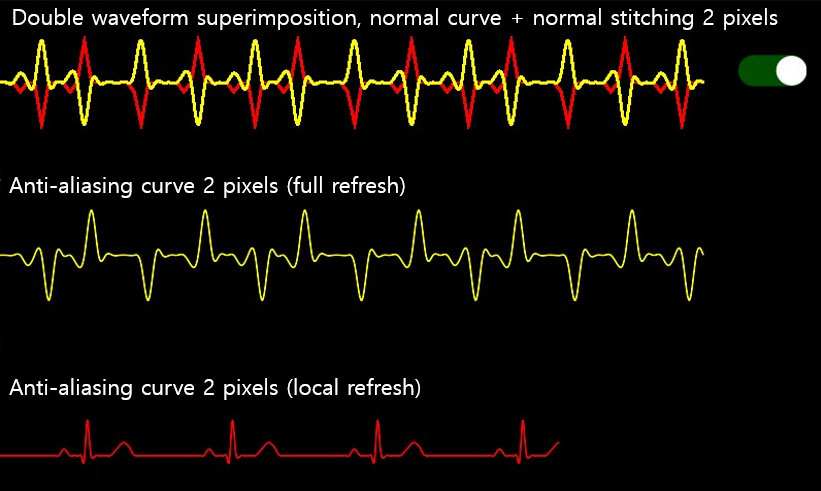 Double waveform superimposition, normal curve + normal stitching 2 pixels
Anti-aliasing curve 2 pixels (full refresh)
Anti-aliasing curve 2 pixels (local refresh)